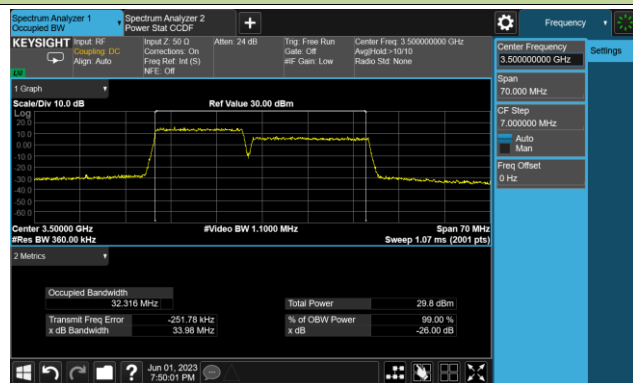 Spectrum Analyzer 1
Occupied BW
Spectrum Analyzer 2
Power Stat CCDF
Frequency
KEYSIGHT
Input: RF
Coupling: DC
Align: Auto
Input Z: 50 Ω
Corrections: On
Freq Ref: Int (S)
NFE: Off
Atten: 24 dB
Trig: Free Run
Gate: Off
#IF Gain: Low
Center Freq: 3.500000000 GHz
Avg|Hold:>10/10
Radio Std: None
Center Frequency
3.500000000 GHz
Settings
Span
70.000 MHz
CF Step
7.000000 MHz
Auto
Man
Freq Offset
0 Hz
1 Graph
Scale/Div 10.0 dB
Ref Value 30.00 dBm
Log
20.0
10.0
0.00
-10.0
-20.0
-30.0
-40.0
-50.0
-60.0
Center 3.50000 GHz
#Res BW 360.00 kHz
#Video BW 1.1000 MHz
Span 70 MHz
Sweep 1.07 ms (2001 pts)
2 Metrics
Occupied Bandwidth
32.316 MHz
Total Power
29.8 dBm
Transmit Freq Error
-251.78 kHz
% of OBW Power
99.00 %
x dB Bandwidth
33.98 MHz
x dB
-26.00 dB
?
Jun 01, 2023
7:50:01 PM